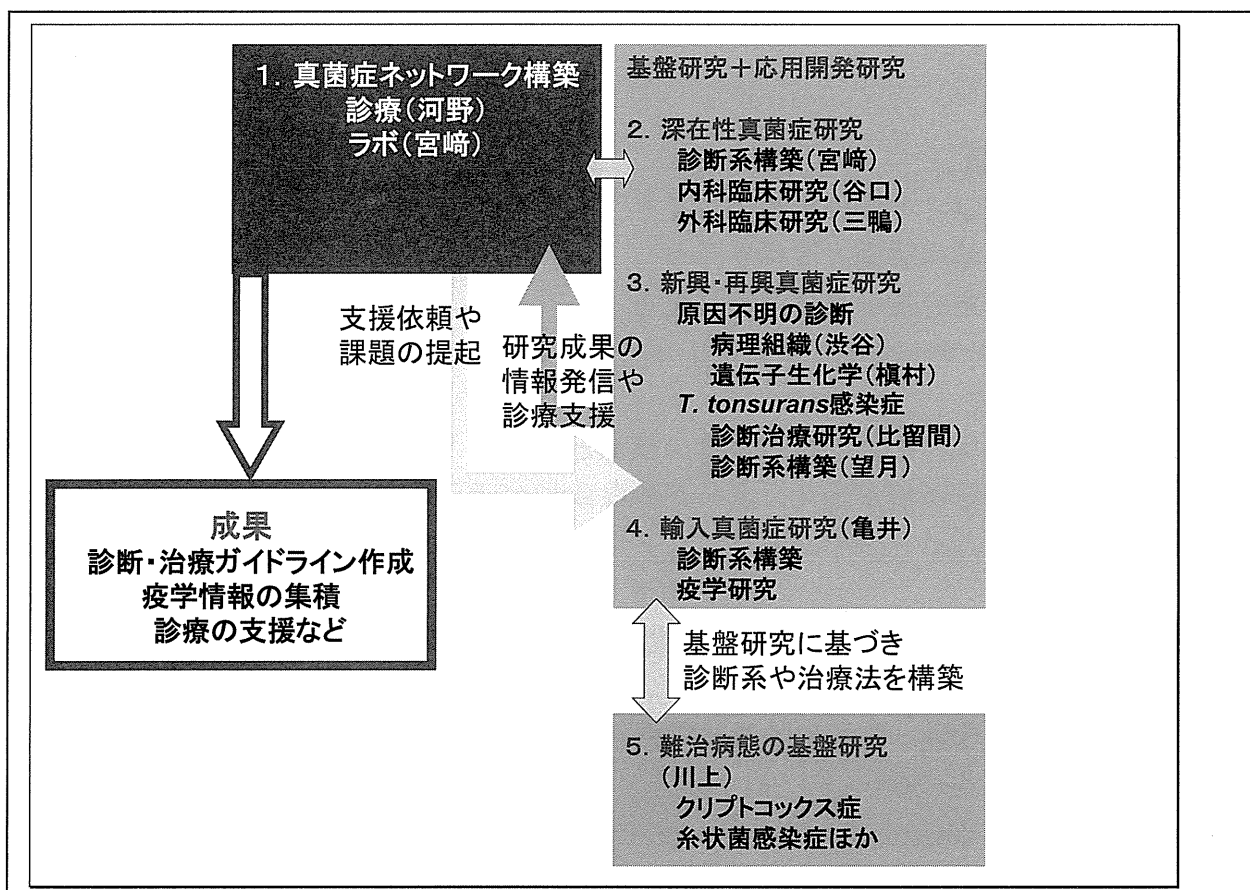 1. 真菌症ネットワーク構築
診療(河野)
ラボ(宮﨑)
基盤研究＋応用開発研究
2. 深在性真菌症研究
診断系構築(宮﨑)
内科臨床研究(谷口)
外科臨床研究(三鴨)
3. 新興・再興真菌症研究
原因不明の診断
病理組織(渋谷)
遺伝子生化学(槇村)
T. tonsurans感染症
診断治療研究(比留間)
診断系構築(望月)
4. 輸入真菌症研究(亀井)
診断系構築
疫学研究
支援依頼や
課題の提起
研究成果の
情報発信や
診療支援
成果
診断・治療ガイドライン作成
疫学情報の集積
診療の支援など
基盤研究に基づき
診断系や治療法を構築
5. 難治病態の基盤研究
(川上)
クリプトコックス症
糸状菌感染症ほか